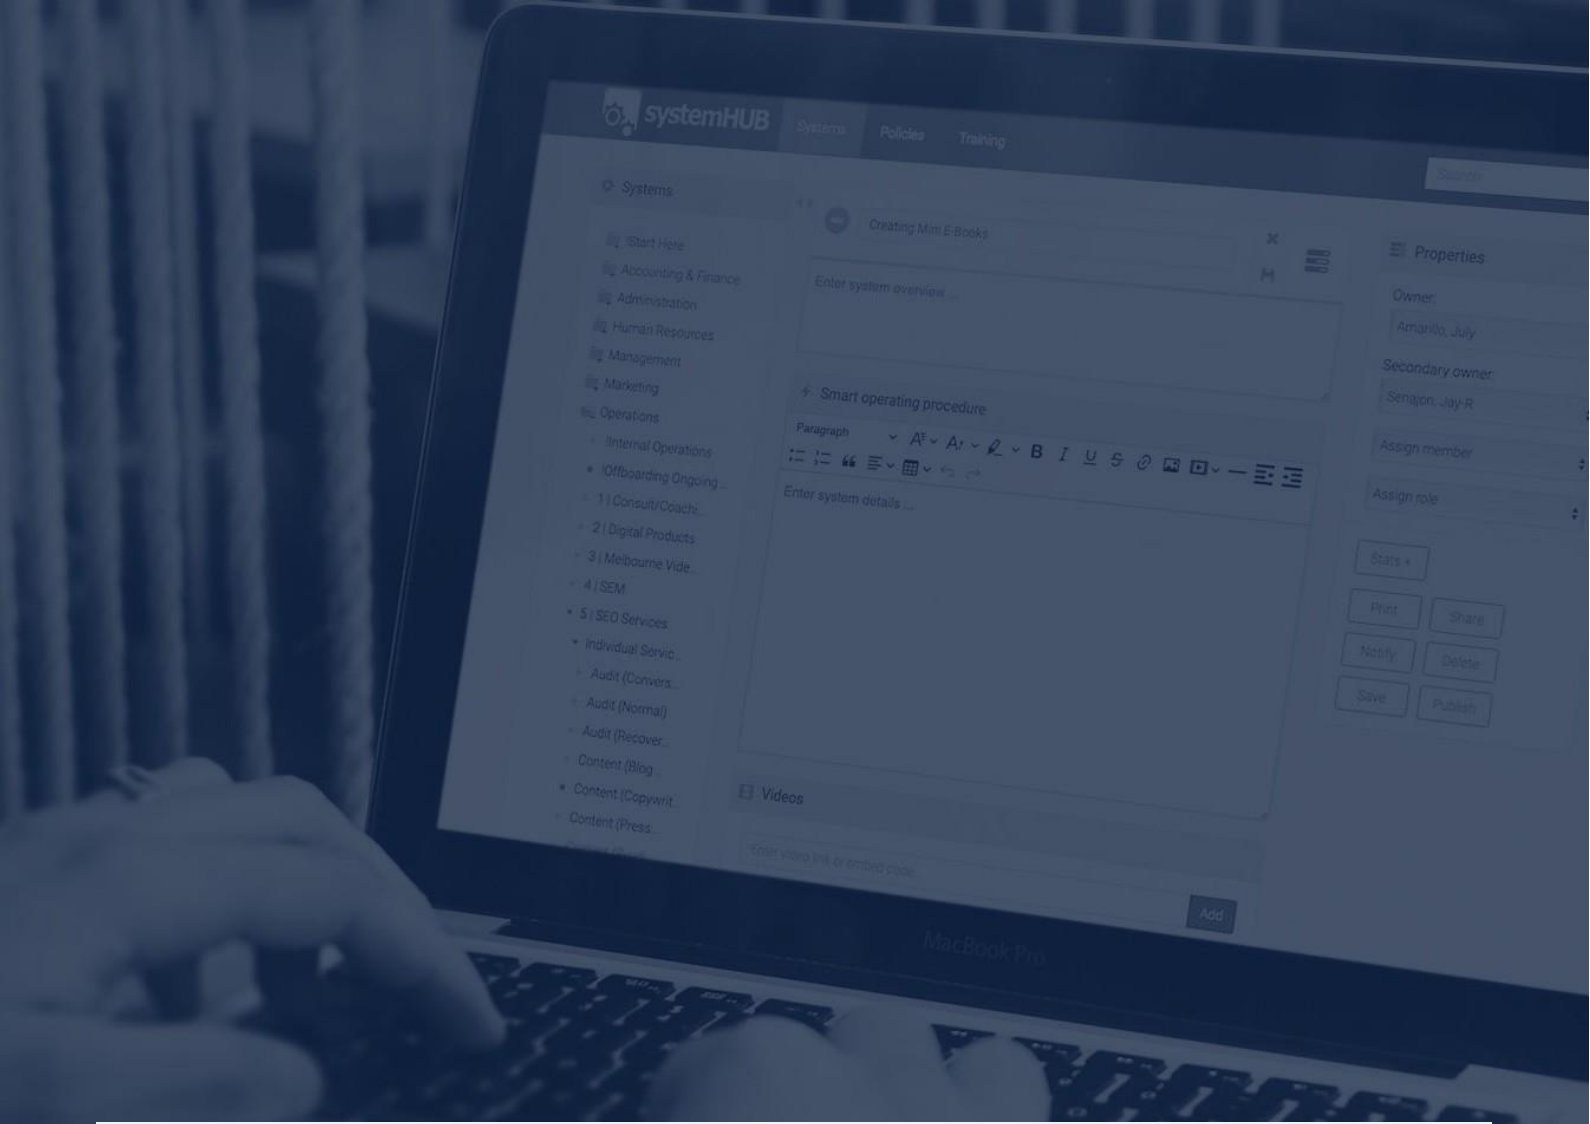 systemHUB Systems Policies Training Search
Systems
!Start Here
Accounting & Finance
Administration
Human Resources
Management
Marketing
Operations
!Internal Operations
!Offboarding Ongoing...
1 | Consult/Coachi...
2 | Digital Products
3 | Melbourne Vide...
4 | SEM
5 | SEO Services
Individual Servic...
Audit (Convers...
Audit (Normal)
Audit (Recover...
Content (Blog ...
Content (Copywrit...
Content (Press...
Creating Mini E-Books
Enter system overview ...
Smart operating procedure
Paragraph
B I U S
Enter system details ...
Videos
Enter video link or embed code...
Add
Properties
Owner:
Amarillo, July
Secondary owner
Senajon, Jay-R
Assign member
Assign role
Stats +
Print Share
Notify Delete
Save Publish
MacBook Pro